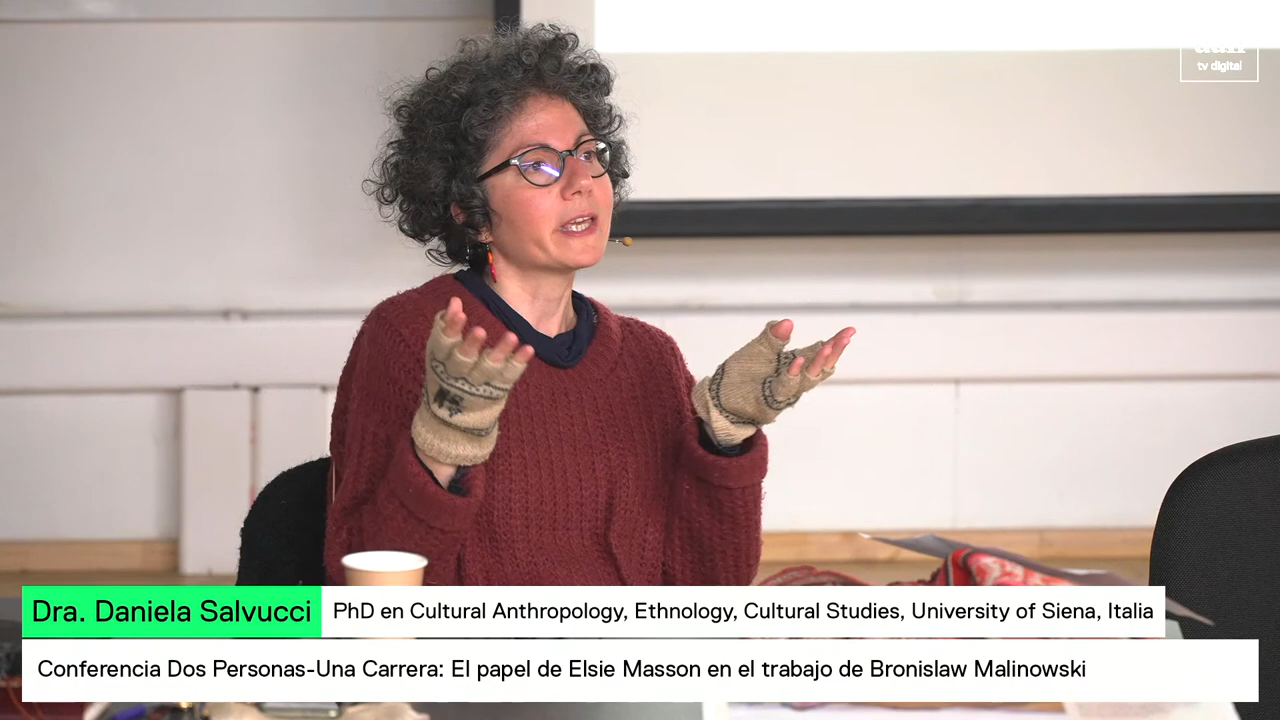 tv digital
Dra. Daniela Salvucci
PhD en Cultural Anthropology, Ethnology, Cultural Studies, University of Siena, Italia
Conferencia Dos Personas-Una Carrera: El papel de Elsie Masson en el trabajo de Bronislaw Malinowski